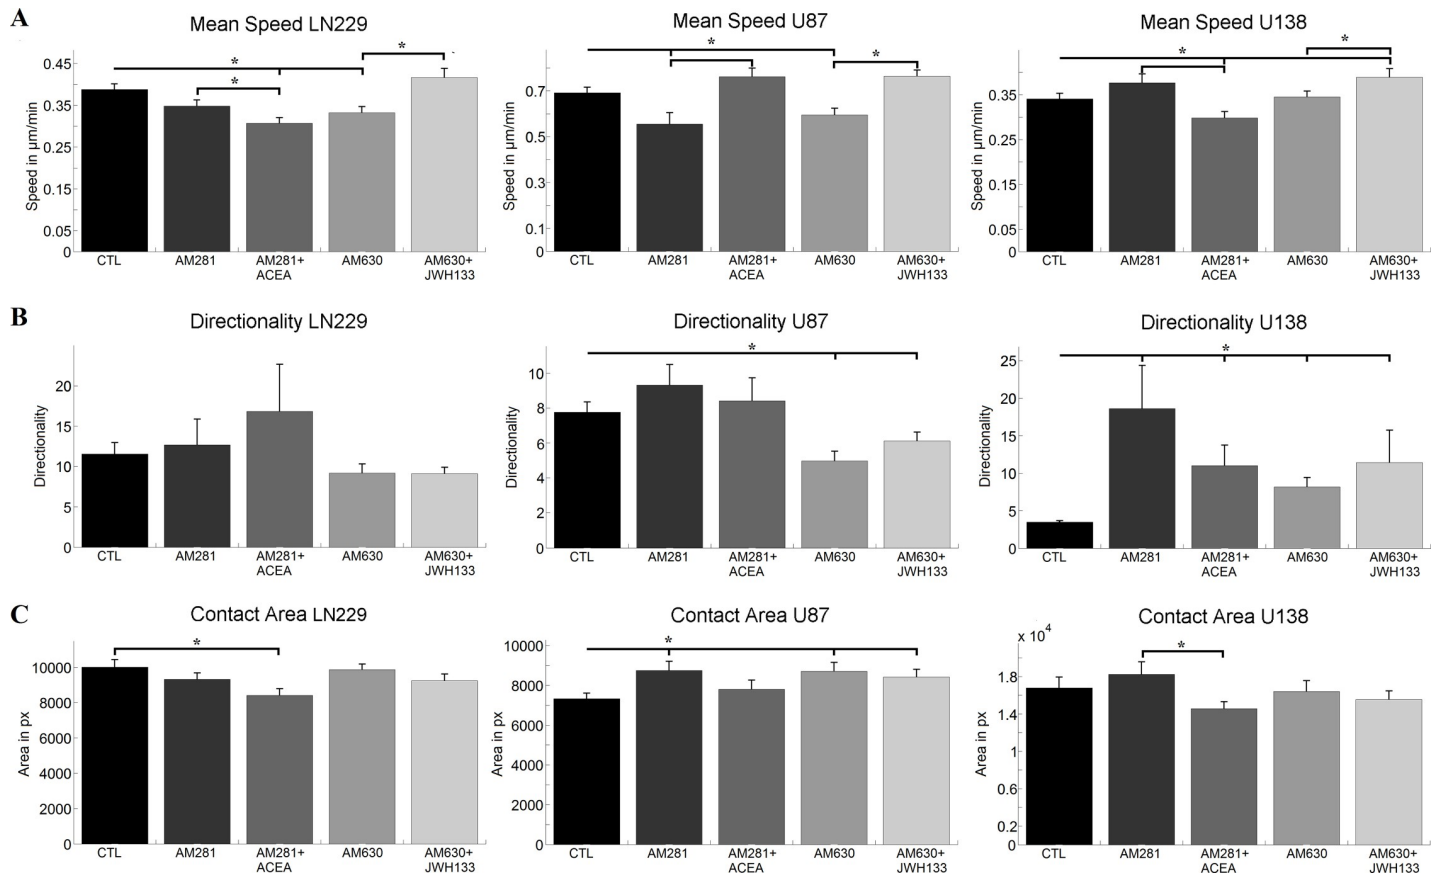 A
Mean Speed LN229
Mean Speed U87
Mean Speed U138
Speed in µm/min
0.45
0.35
0.25
0.15
0.05
0
*
*
*
CTL
AM281
AM281+
ACEA
AM630
AM630+
JWH133
Speed in µm/min
0.7
0.5
0.3
0.1
0
*
*
CTL
AM281
AM281+
ACEA
AM630
AM630+
JWH133
Speed in µm/min
0.35
0.25
0.15
0.05
0
*
*
CTL
AM281
AM281+
ACEA
AM630
AM630+
JWH133
B
Directionality LN229
Directionality U87
Directionality U138
Directionality
20
15
10
5
0
CTL
AM281
AM281+
ACEA
AM630
AM630+
JWH133
Directionality
10
8
6
4
2
0
*
CTL
AM281
AM281+
ACEA
AM630
AM630+
JWH133
Directionality
25
20
15
10
5
0
*
CTL
AM281
AM281+
ACEA
AM630
AM630+
JWH133
C
Contact Area LN229
Contact Area U87
Contact Area U138
Area in px
10000
8000
6000
4000
2000
0
*
CTL
AM281
AM281+
ACEA
AM630
AM630+
JWH133
Area in px
10000
8000
6000
4000
2000
0
*
CTL
AM281
AM281+
ACEA
AM630
AM630+
JWH133
x 10⁴
Area in px
1.8
1.4
1
0.6
0.2
0
*
CTL
AM281
AM281+
ACEA
AM630
AM630+
JWH133